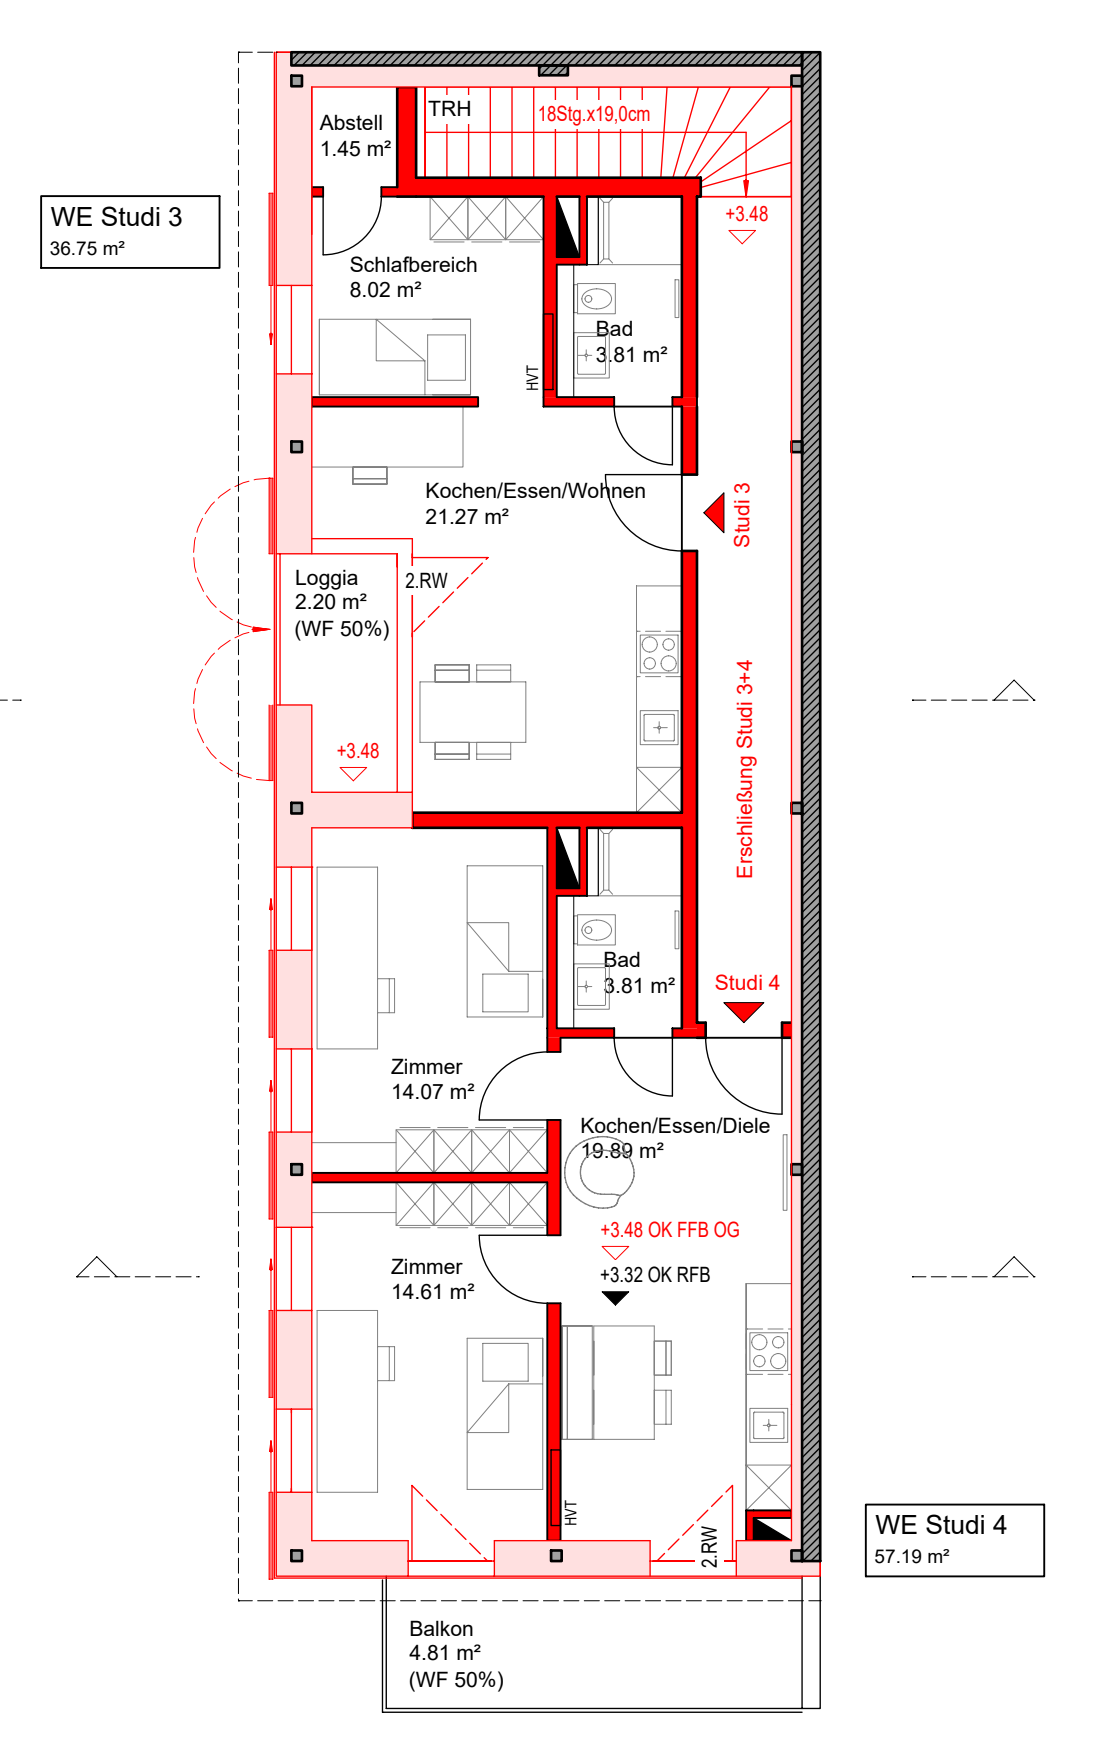 TRH
18Stg.x19,0cm
Abstell
1.45 m²
WE Studi 3
36.75 m²
+3.48
Schlafbereich
8.02 m²
Bad
3.81 m²
HVT
Kochen/Essen/Wohnen
21.27 m²
Studi 3
Loggia
2.20 m²
(WF 50%)
2.RW
+3.48
Erschließung Studi 3+4
Bad
3.81 m²
Studi 4
Zimmer
14.07 m²
Kochen/Essen/Diele
19.89 m²
+3.48 OK FFB OG
+3.32 OK RFB
Zimmer
14.61 m²
HVT
2.RW
WE Studi 4
57.19 m²
Balkon
4.81 m²
(WF 50%)